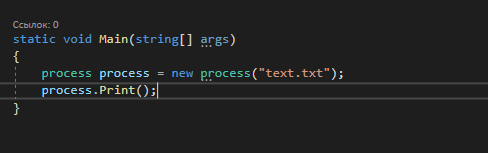 Ссылок: 0
static void Main(string[] args)
{
process process = new process("text.txt");
process.Print();
}